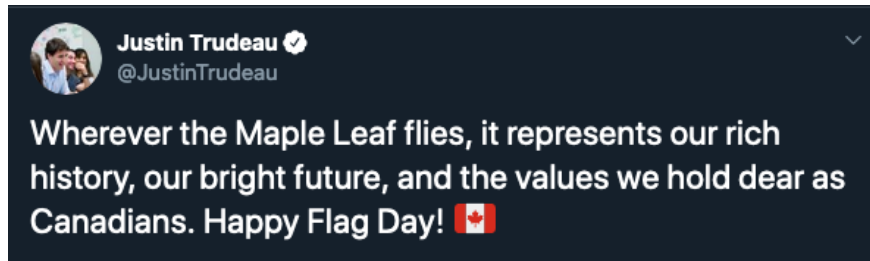 Justin Trudeau
@JustinTrudeau
Wherever the Maple Leaf flies, it represents our rich
history, our bright future, and the values we hold dear as
Canadians. Happy Flag Day! 🇨🇦